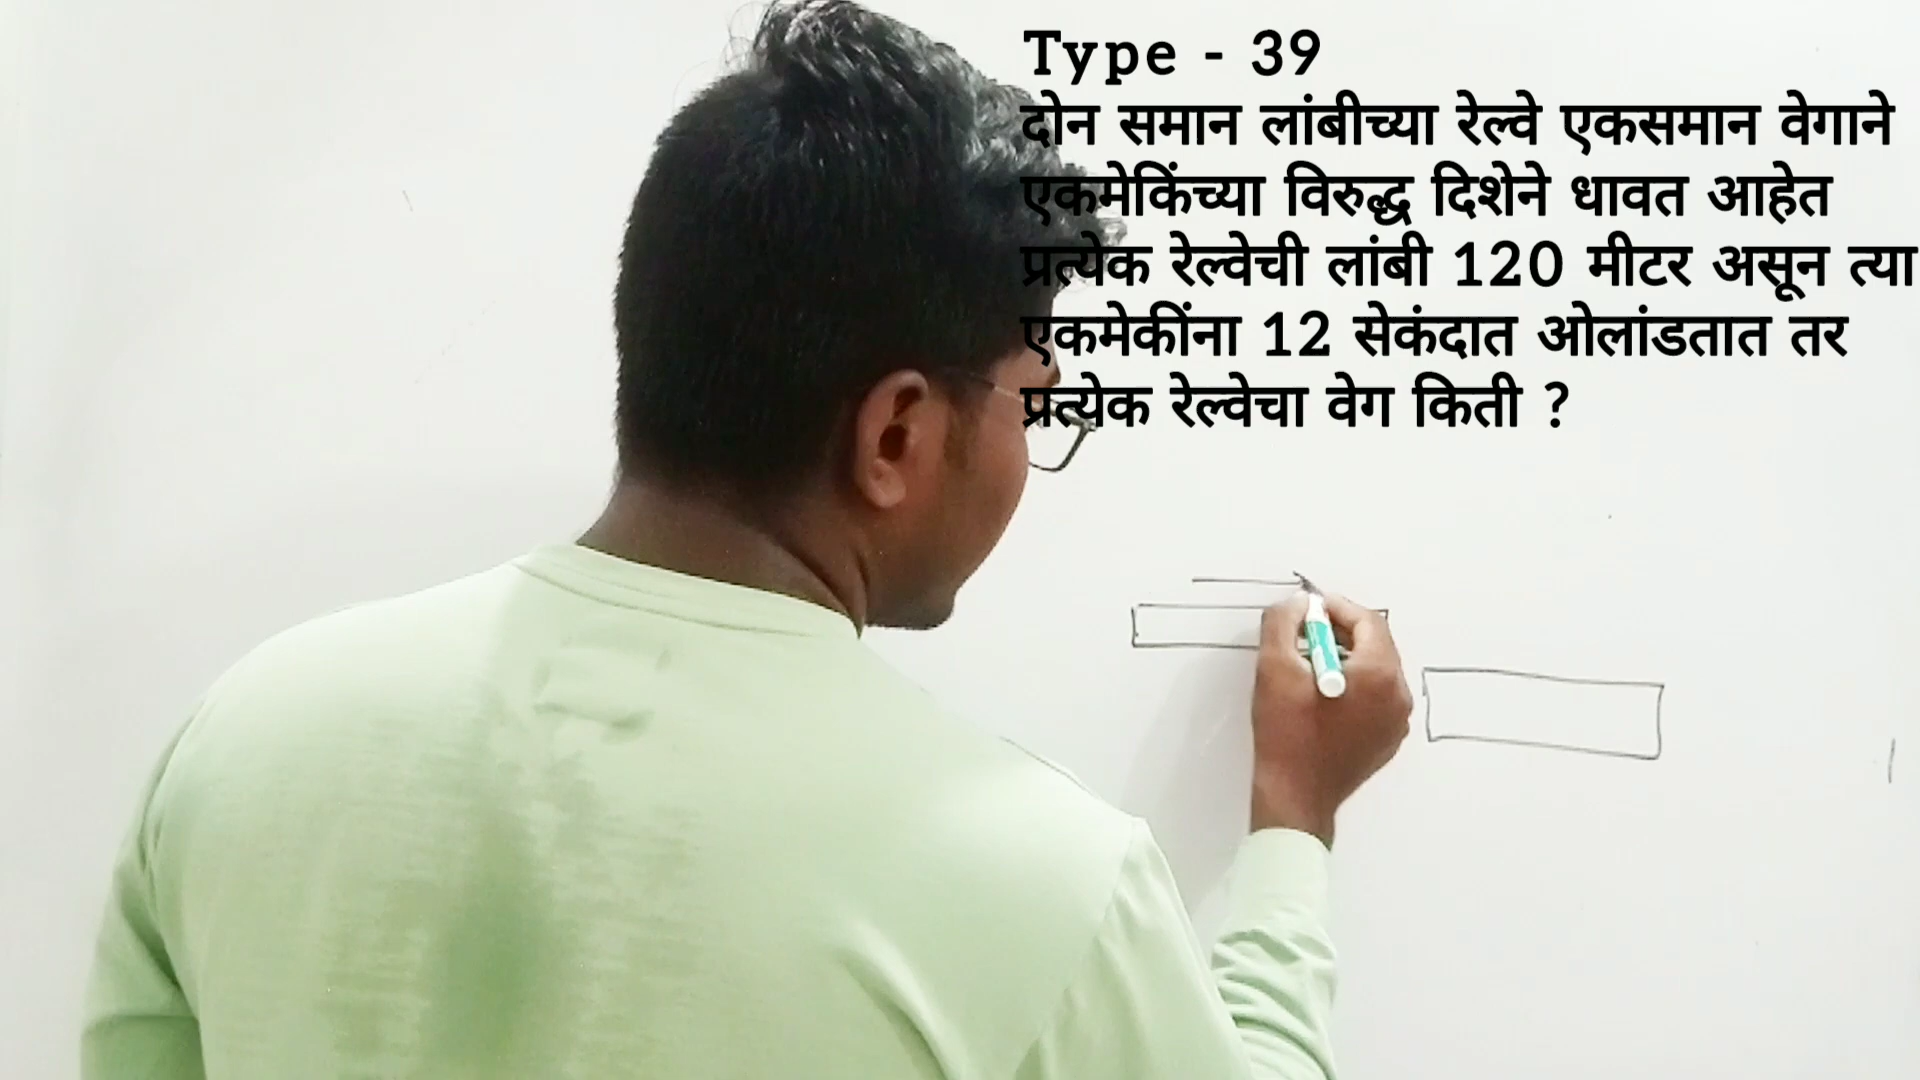 Type - 39
दोन समान लांबीच्या रेल्वे एकसमान वेगाने
एकमेकिंच्या विरुद्ध दिशेने धावत आहेत
प्रत्येक रेल्वेची लांबी 120 मीटर असून त्या
एकमेकींना 12 सेकंदात ओलांडतात तर
प्रत्येक रेल्वेचा वेग किती ?